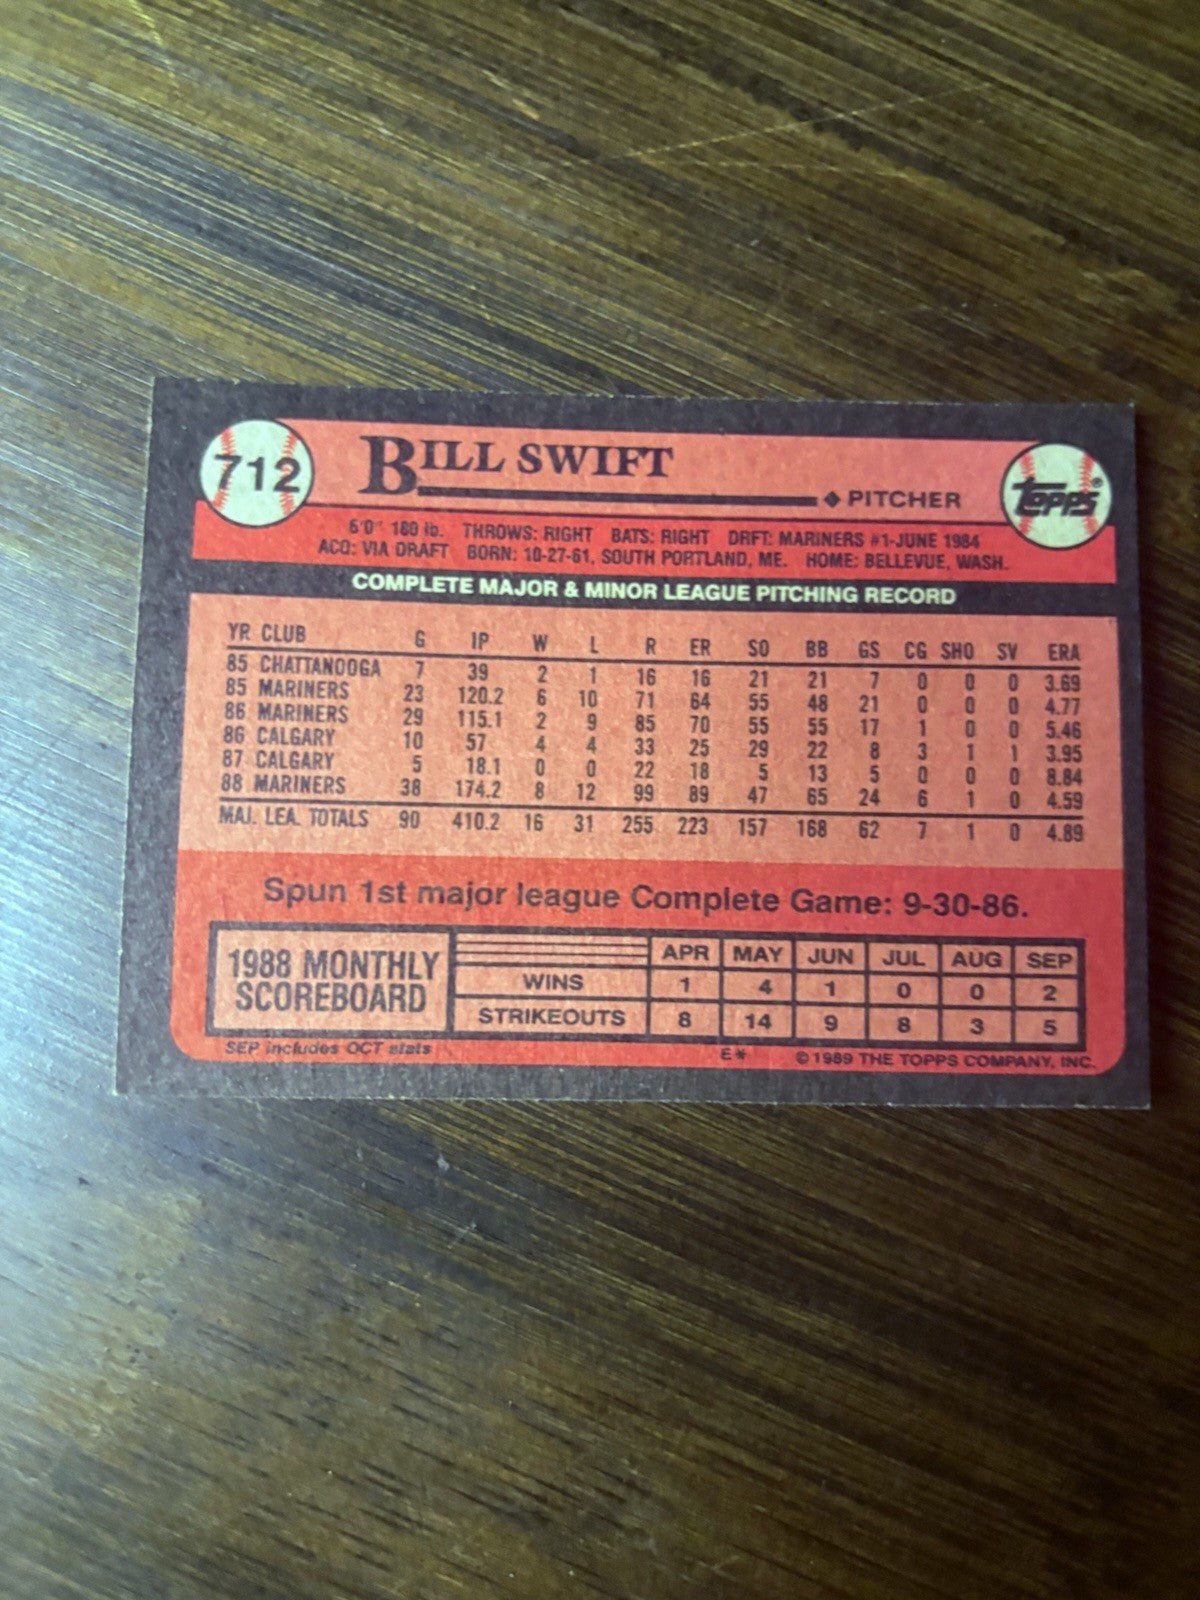 712
BILL SWIFT
PITCHER
topps®
6'0" 180 lb. THROWS: RIGHT BATS: RIGHT DRFT: MARINERS #1-JUNE 1984
ACQ: VIA DRAFT BORN: 10-27-61, SOUTH PORTLAND, ME. HOME: BELLEVUE, WASH.
COMPLETE MAJOR & MINOR LEAGUE PITCHING RECORD
YR CLUB G IP W L R ER SO BB GS CG SHO SV ERA
85 CHATTANOOGA 7 39 2 1 16 16 21 21 7 0 0 0 3.69
85 MARINERS 23 120.2 6 10 71 64 55 48 21 0 0 0 4.77
86 MARINERS 29 115.1 2 9 85 70 55 55 17 1 0 0 5.46
86 CALGARY 10 57 4 4 33 25 29 22 8 3 1 1 3.95
87 CALGARY 5 18.1 0 0 22 18 5 13 5 0 0 0 8.84
88 MARINERS 38 174.2 8 12 99 89 47 65 24 6 1 0 4.59
MAJ. LEA. TOTALS 90 410.2 16 31 255 223 157 168 62 7 1 0 4.89
Spun 1st major league Complete Game: 9-30-86.
1988 MONTHLY
SCOREBOARD
APR MAY JUN JUL AUG SEP
WINS 1 4 1 0 0 2
STRIKEOUTS 8 14 9 8 3 5
SEP includes OCT stats
E* © 1989 THE TOPPS COMPANY, INC.